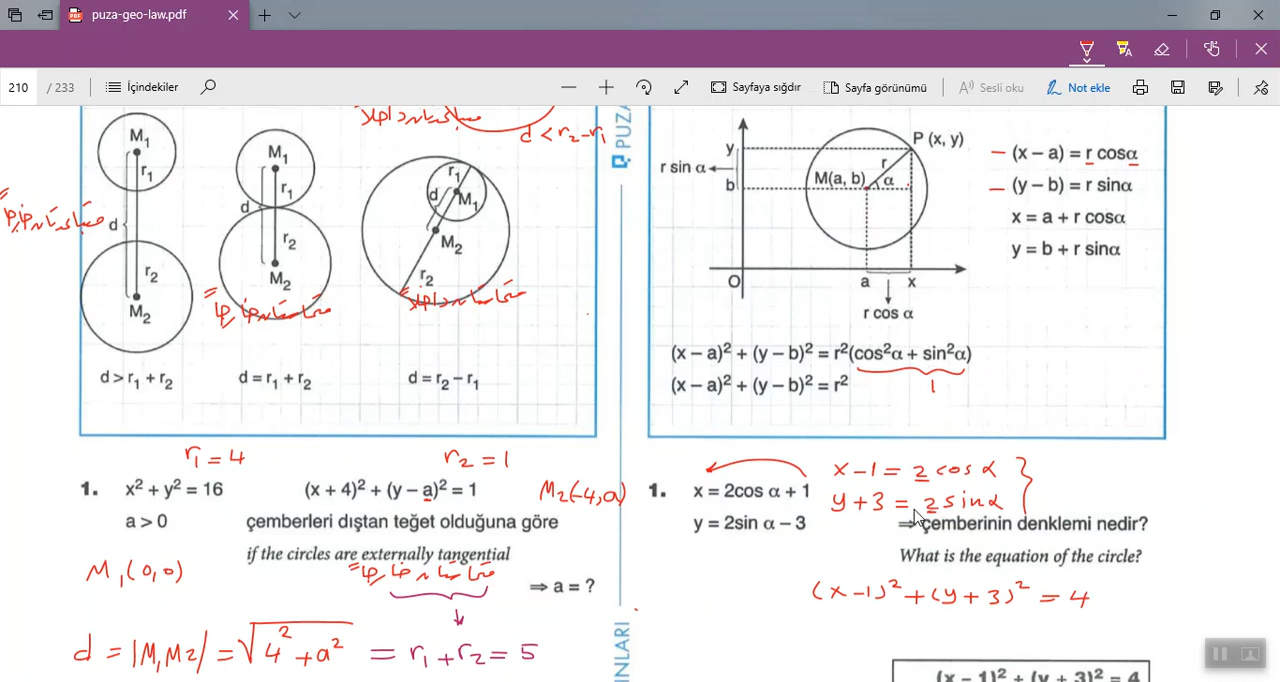 puza-geo-law.pdf
210 / 233
İçindekiler
Sayfaya sığdır
Sayfa görünümü
Sesli oku
Not ekle
d < r₂ – r₁
M₁
r₁
d
r₂
M₂
d > r₁ + r₂
M₁
r₁
d
r₂
M₂
d = r₁ + r₂
r₁
d
M₁
M₂
r₂
d = r₂ – r₁
r₁ = 4
r₂ = 1
1. x² + y² = 16 (x + 4)² + (y – a)² = 1
M₂(-4,a)
a > 0 çemberleri dıştan teğet olduğuna göre
if the circles are externally tangential
M₁(0,0)
⇒ a = ?
d = |M₁M₂| = √4² + a² = r₁ + r₂ = 5
PUZA
INLARI
y
P (x, y)
r sin α
r
b
M(a, b)
α
O
a
x
r cos α
– (x – a) = r cosα
– (y – b) = r sinα
x = a + r cosα
y = b + r sinα
(x – a)² + (y – b)² = r²(cos²α + sin²α)
(x – a)² + (y – b)² = r²
1
x – 1 = 2 cos α
1. x = 2cos α + 1
y + 3 = 2 sin α
y = 2sin α – 3 ⇒ çemberinin denklemi nedir?
What is the equation of the circle?
(x – 1)² + (y + 3)² = 4
(x – 1)² + (y + 3)² = 4